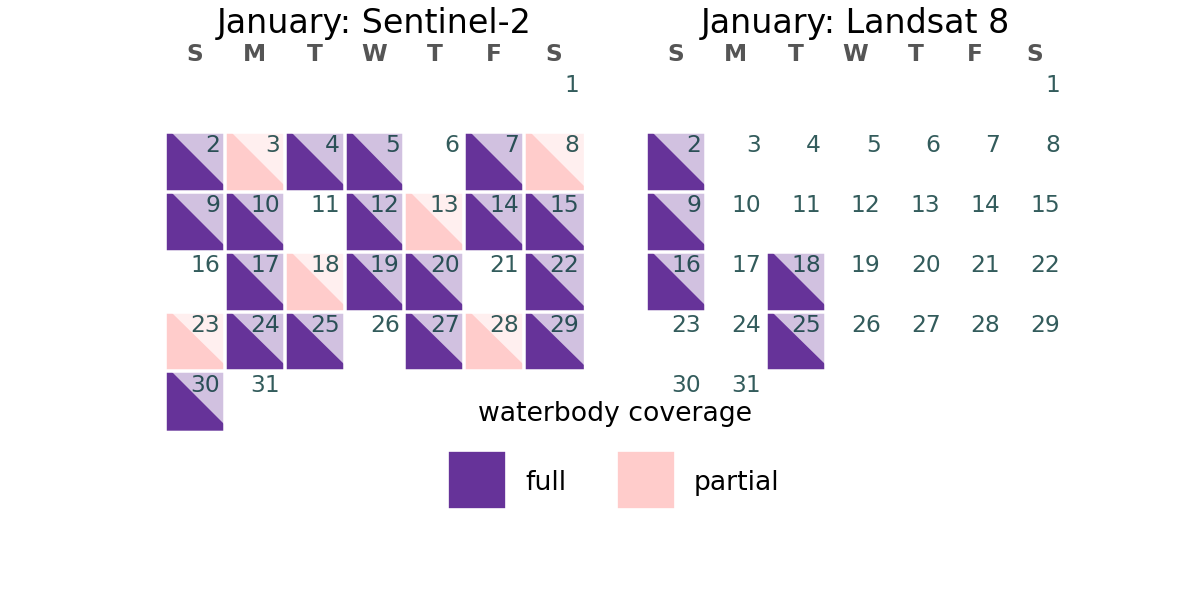 January: Sentinel-2
S M T W T F S
1
2 3 4 5 6 7 8
9 10 11 12 13 14 15
16 17 18 19 20 21 22
23 24 25 26 27 28 29
30 31
January: Landsat 8
S M T W T F S
1
2 3 4 5 6 7 8
9 10 11 12 13 14 15
16 17 18 19 20 21 22
23 24 25 26 27 28 29
30 31
waterbody coverage
full partial